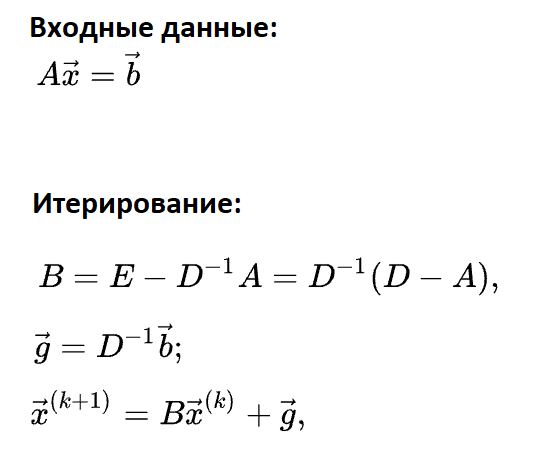 Входные данные:
$A\vec{x} = \vec{b}$
Итерирование:
$B = E - D^{-1}A = D^{-1}(D - A),$
$\vec{g} = D^{-1}\vec{b};$
$\vec{x}^{(k+1)} = B\vec{x}^{(k)} + \vec{g},$